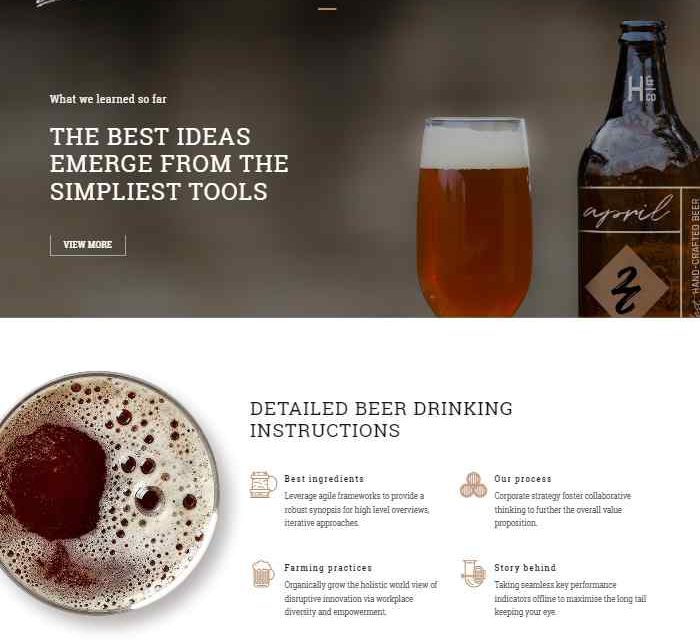 What we learned so far
THE BEST IDEAS
EMERGE FROM THE
SIMPLIEST TOOLS
VIEW MORE
H
april
HAND-CRAFTED BEER
DETAILED BEER DRINKING
INSTRUCTIONS
Best ingredients
Leverage agile frameworks to provide a
robust synopsis for high level overviews,
iterative approaches.
Our process
Corporate strategy foster collaborative
thinking to further the overall value
proposition.
Farming practices
Organically grow the holistic world view of
disruptive innovation via workplace
diversity and empowerment.
Story behind
Taking seamless key performance
indicators offline to maximise the long tail
keeping your eye.